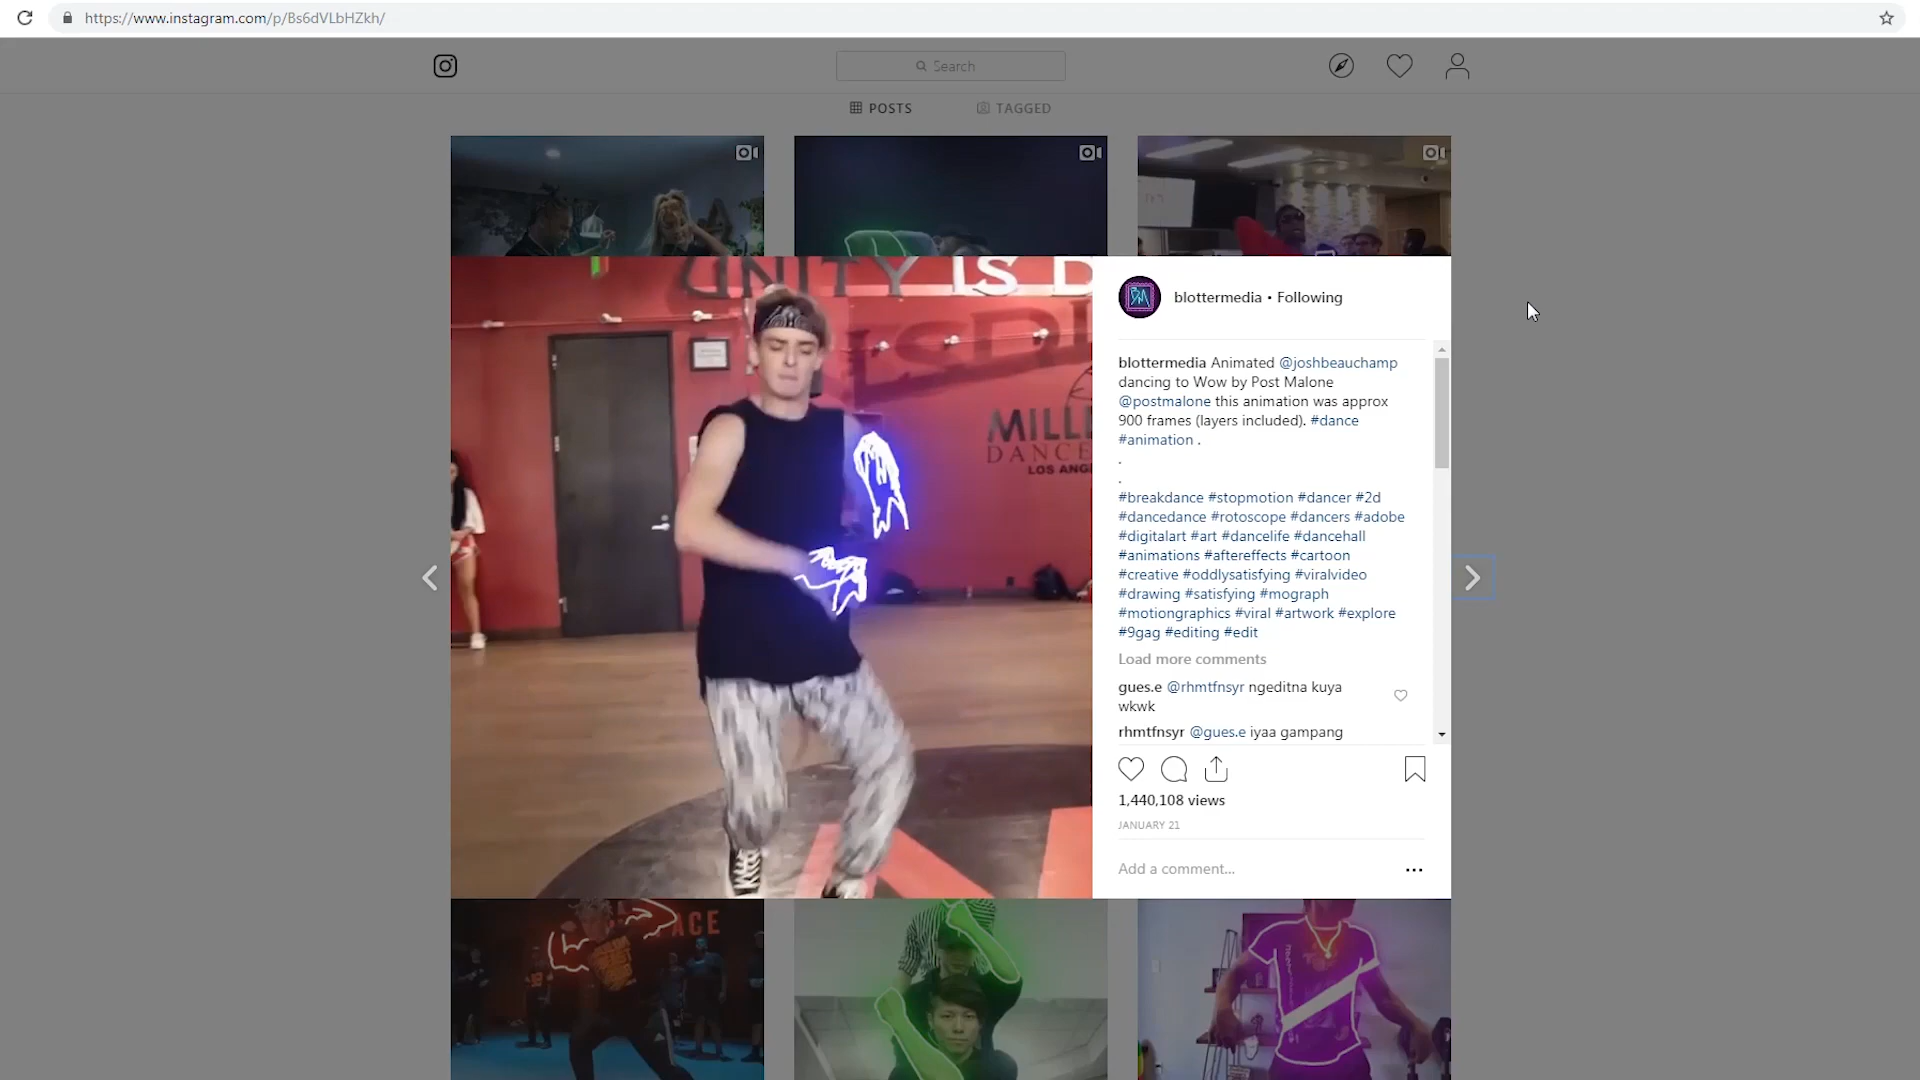 https://www.instagram.com/p/Bs6dVLbHZkh/
Search
POSTS
TAGGED
UNITY IS D
MILLE
DANCE
LOS ANG
blottermedia • Following
blottermedia Animated @joshbeauchamp
dancing to Wow by Post Malone
@postmalone this animation was approx
900 frames (layers included). #dance
#animation .
.
.
#breakdance #stopmotion #dancer #2d
#dancedance #rotoscope #dancers #adobe
#digitalart #art #dancelife #dancehall
#animations #aftereffects #cartoon
#creative #oddlysatisfying #viralvideo
#drawing #satisfying #mograph
#motiongraphics #viral #artwork #explore
#9gag #editing #edit
Load more comments
gues.e @rhmtfnsyr ngeditna kuya
wkwk
rhmtfnsyr @gues.e iyaa gampang
1,440,108 views
JANUARY 21
Add a comment...
ACE